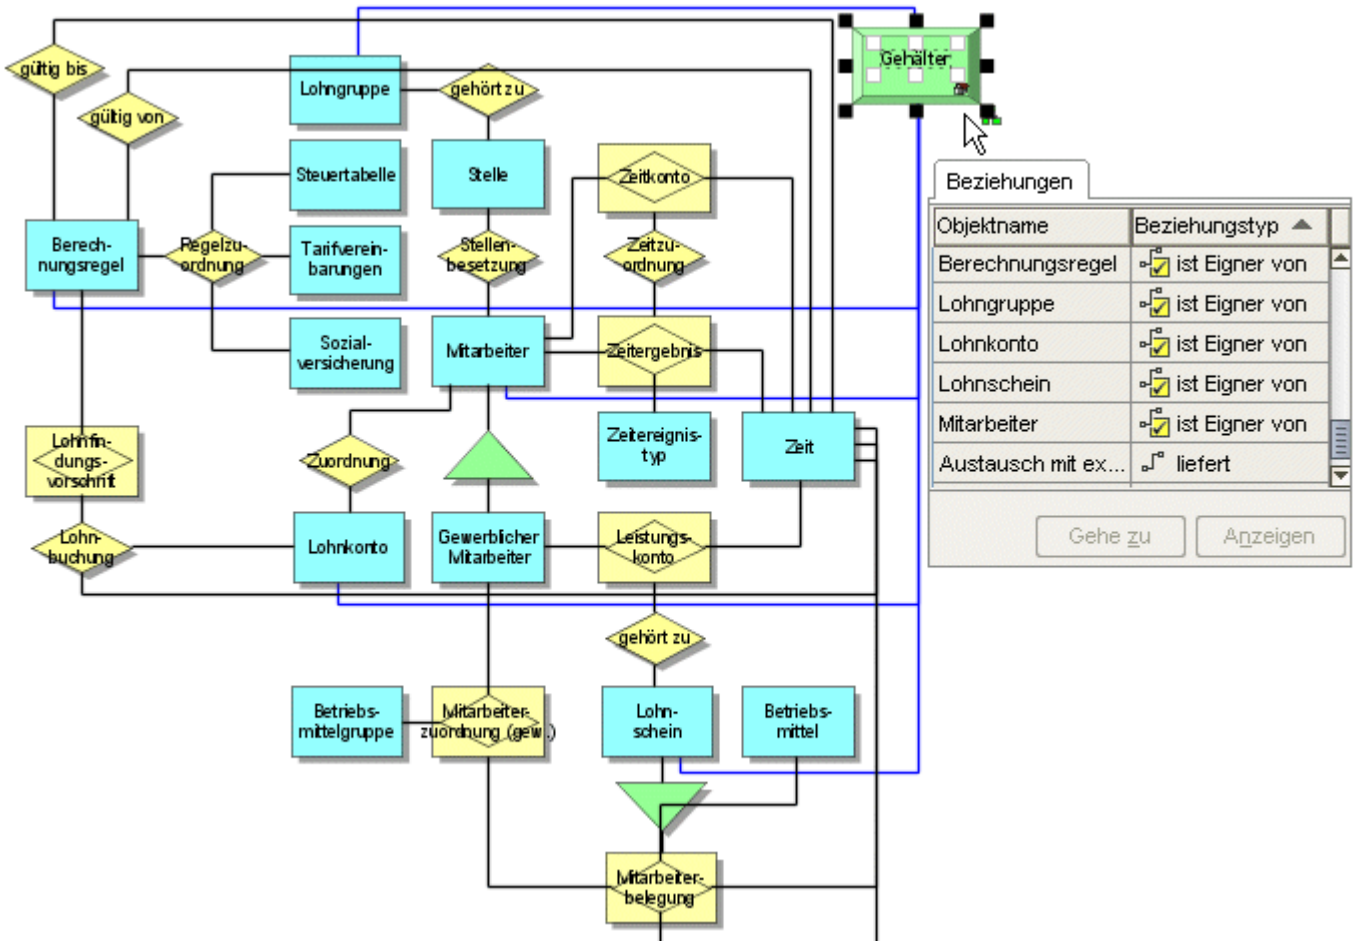 gültig bis
gültig von
Lohngruppe
gehört zu
Gehälter
Steuertabelle
Stelle
Zeitkonto
Berech-
nungsregel
Regelzu-
ordnung
Tarifverein-
barungen
Stellen-
besetzung
Zeitzu-
ordnung
Sozial-
versicherung
Mitarbeiter
Zeitergebnis
Lohnfin-
dungs-
vorschrift
Zuordnung
Zeitereignis-
typ
Zeit
Lohn-
buchung
Lohnkonto
Gewerblicher
Mitarbeiter
Leistungs-
konto
gehört zu
Betriebs-
mittelgruppe
Mitarbeiter-
zuordnung (gew.)
Lohn-
schein
Betriebs-
mittel
Mitarbeiter-
belegung
Beziehungen
Objektname Beziehungstyp
Berechnungsregel ist Eigner von
Lohngruppe ist Eigner von
Lohnkonto ist Eigner von
Lohnschein ist Eigner von
Mitarbeiter ist Eigner von
Austausch mit ex... liefert
Gehe zu Anzeigen